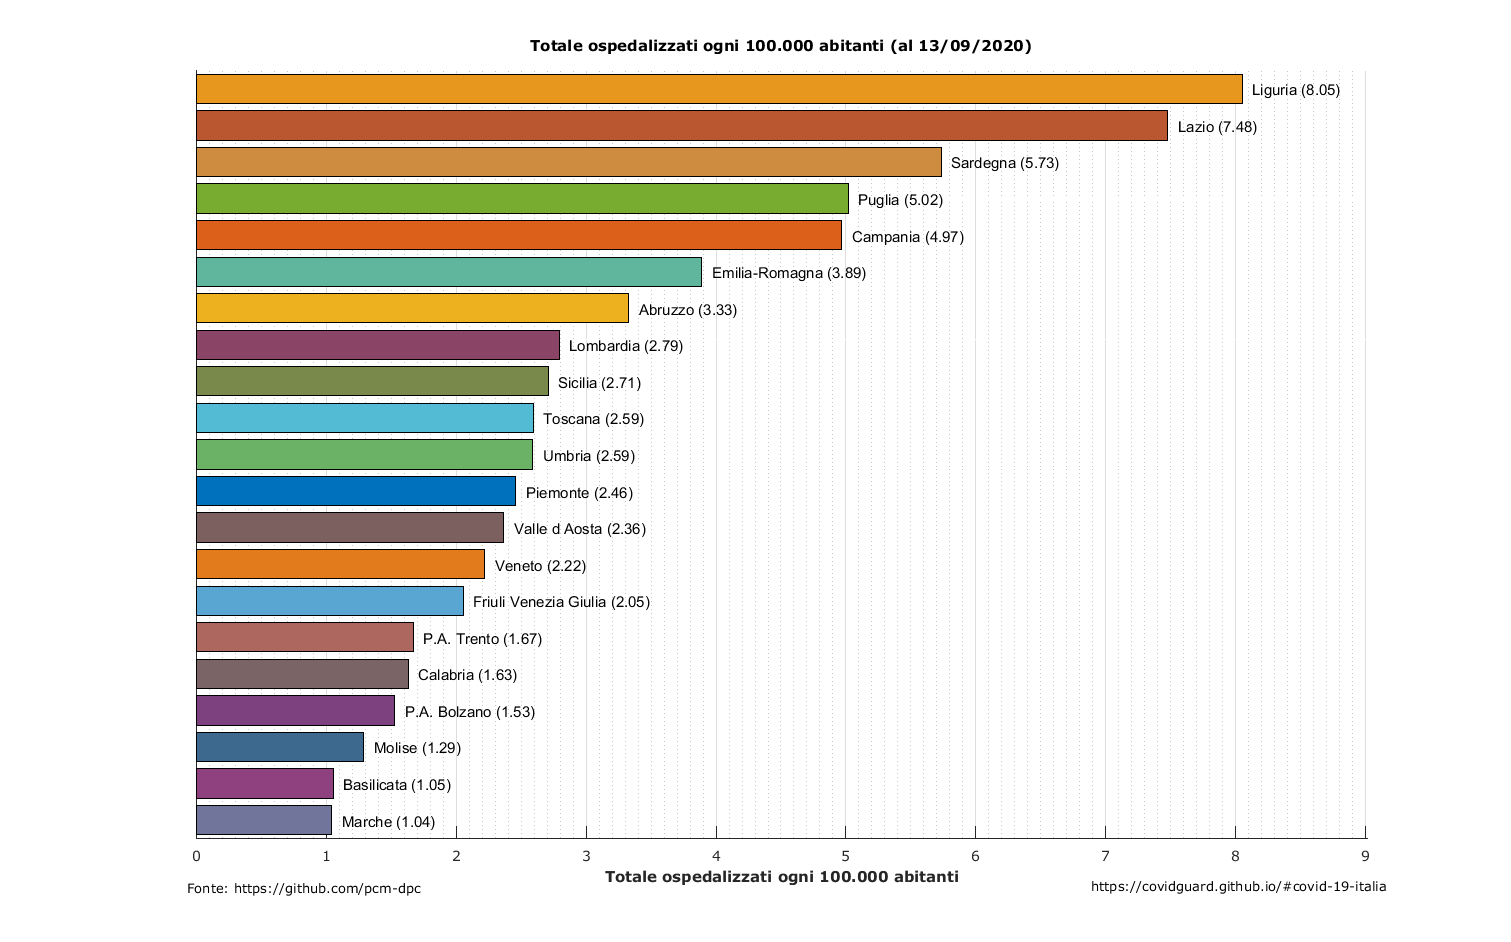 Totale ospedalizzati ogni 100.000 abitanti (al 13/09/2020)
Liguria (8.05)
Lazio (7.48)
Sardegna (5.73)
Puglia (5.02)
Campania (4.97)
Emilia-Romagna (3.89)
Abruzzo (3.33)
Lombardia (2.79)
Sicilia (2.71)
Toscana (2.59)
Umbria (2.59)
Piemonte (2.46)
Valle d Aosta (2.36)
Veneto (2.22)
Friuli Venezia Giulia (2.05)
P.A. Trento (1.67)
Calabria (1.63)
P.A. Bolzano (1.53)
Molise (1.29)
Basilicata (1.05)
Marche (1.04)
0 1 2 3 4 5 6 7 8 9
Totale ospedalizzati ogni 100.000 abitanti
Fonte: https://github.com/pcm-dpc
https://covidguard.github.io/#covid-19-italia